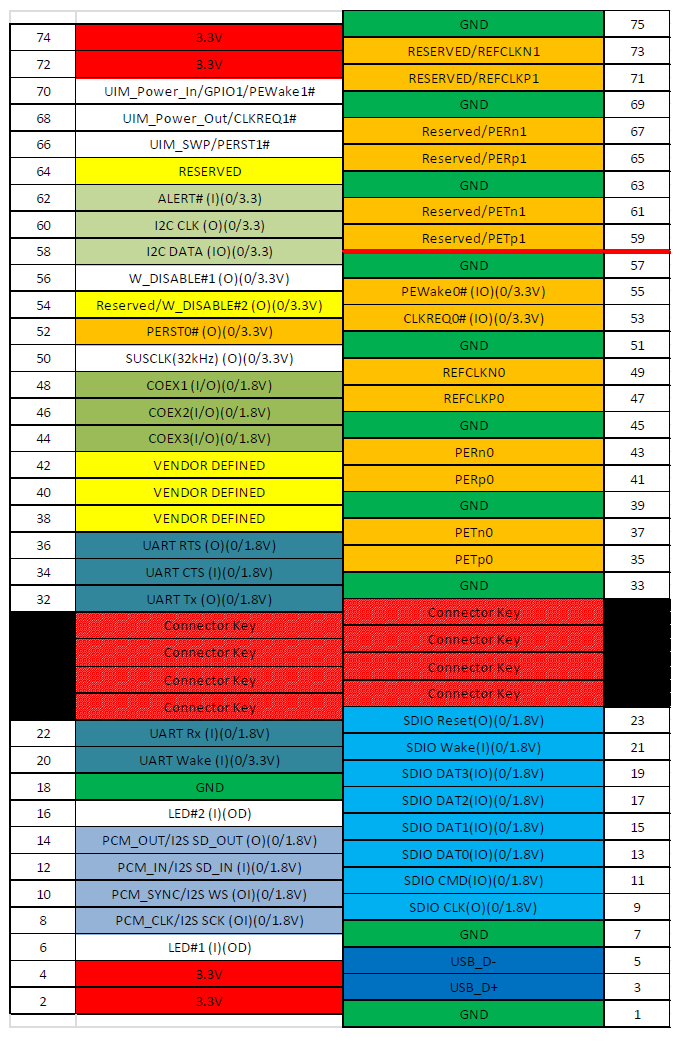 GND 75
74 3.3V
RESERVED/REFCLKN1 73
72 3.3V
RESERVED/REFCLKP1 71
70 UIM_Power_In/GPIO1/PEWake1#
GND 69
68 UIM_Power_Out/CLKREQ1#
Reserved/PERn1 67
66 UIM_SWP/PERST1#
Reserved/PERp1 65
64 RESERVED
GND 63
62 ALERT# (I)(0/3.3)
Reserved/PETn1 61
60 I2C CLK (O)(0/3.3)
Reserved/PETp1 59
58 I2C DATA (IO)(0/3.3)
GND 57
56 W_DISABLE#1 (O)(0/3.3V)
PEWake0# (IO)(0/3.3V) 55
54 Reserved/W_DISABLE#2 (O)(0/3.3V)
CLKREQ0# (IO)(0/3.3V) 53
52 PERST0# (O)(0/3.3V)
GND 51
50 SUSCLK(32kHz) (O)(0/3.3V)
REFCLKN0 49
48 COEX1 (I/O)(0/1.8V)
REFCLKP0 47
46 COEX2(I/O)(0/1.8V)
GND 45
44 COEX3(I/O)(0/1.8V)
PERn0 43
42 VENDOR DEFINED
PERp0 41
40 VENDOR DEFINED
GND 39
38 VENDOR DEFINED
PETn0 37
36 UART RTS (O)(0/1.8V)
PETp0 35
34 UART CTS (I)(0/1.8V)
GND 33
32 UART Tx (O)(0/1.8V)
Connector Key
Connector Key
Connector Key
Connector Key
Connector Key
Connector Key
Connector Key
Connector Key
SDIO Reset(O)(0/1.8V) 23
22 UART Rx (I)(0/1.8V)
SDIO Wake(I)(0/1.8V) 21
20 UART Wake (I)(0/3.3V)
SDIO DAT3(IO)(0/1.8V) 19
18 GND
SDIO DAT2(IO)(0/1.8V) 17
16 LED#2 (I)(OD)
SDIO DAT1(IO)(0/1.8V) 15
14 PCM_OUT/I2S SD_OUT (O)(0/1.8V)
SDIO DAT0(IO)(0/1.8V) 13
12 PCM_IN/I2S SD_IN (I)(0/1.8V)
SDIO CMD(IO)(0/1.8V) 11
10 PCM_SYNC/I2S WS (OI)(0/1.8V)
SDIO CLK(O)(0/1.8V) 9
8 PCM_CLK/I2S SCK (OI)(0/1.8V)
GND 7
6 LED#1 (I)(OD)
USB_D- 5
4 3.3V
USB_D+ 3
2 3.3V
GND 1